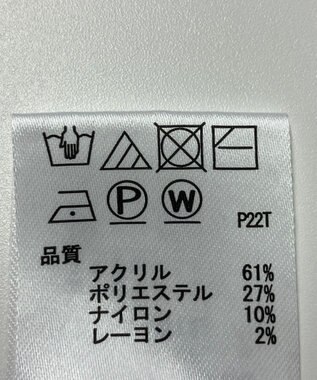 P W P22T
品質
アクリル 61%
ポリエステル 27%
ナイロン 10%
レーヨン 2%